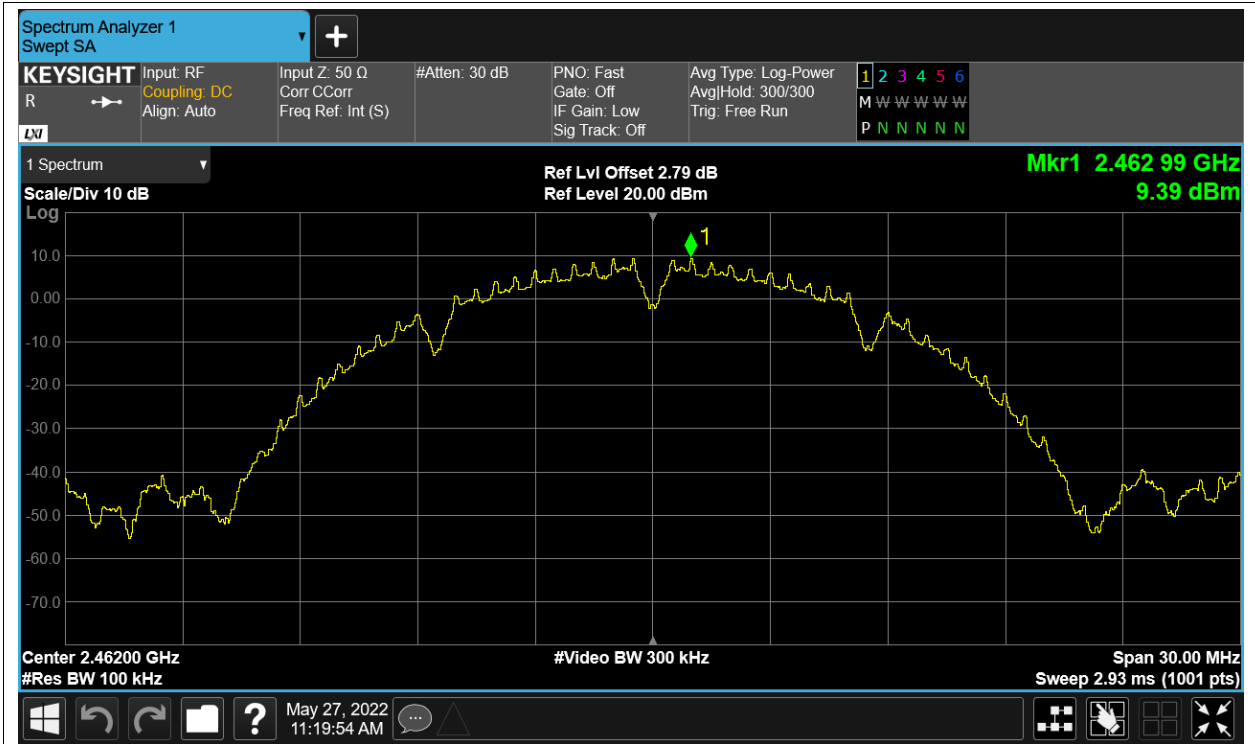 Spectrum Analyzer 1
Swept SA
KEYSIGHT
R
LXI
Input: RF
Coupling: DC
Align: Auto
Input Z: 50 Ω
Corr CCorr
Freq Ref: Int (S)
#Atten: 30 dB
PNO: Fast
Gate: Off
IF Gain: Low
Sig Track: Off
Avg Type: Log-Power
Avg|Hold: 300/300
Trig: Free Run
1 2 3 4 5 6
M W W W W W
P N N N N N
1 Spectrum
Scale/Div 10 dB
Ref Lvl Offset 2.79 dB
Ref Level 20.00 dBm
Mkr1 2.462 99 GHz
9.39 dBm
Log
1
10.0
0.00
-10.0
-20.0
-30.0
-40.0
-50.0
-60.0
-70.0
Center 2.46200 GHz
#Video BW 300 kHz
Span 30.00 MHz
#Res BW 100 kHz
Sweep 2.93 ms (1001 pts)
?
May 27, 2022
11:19:54 AM